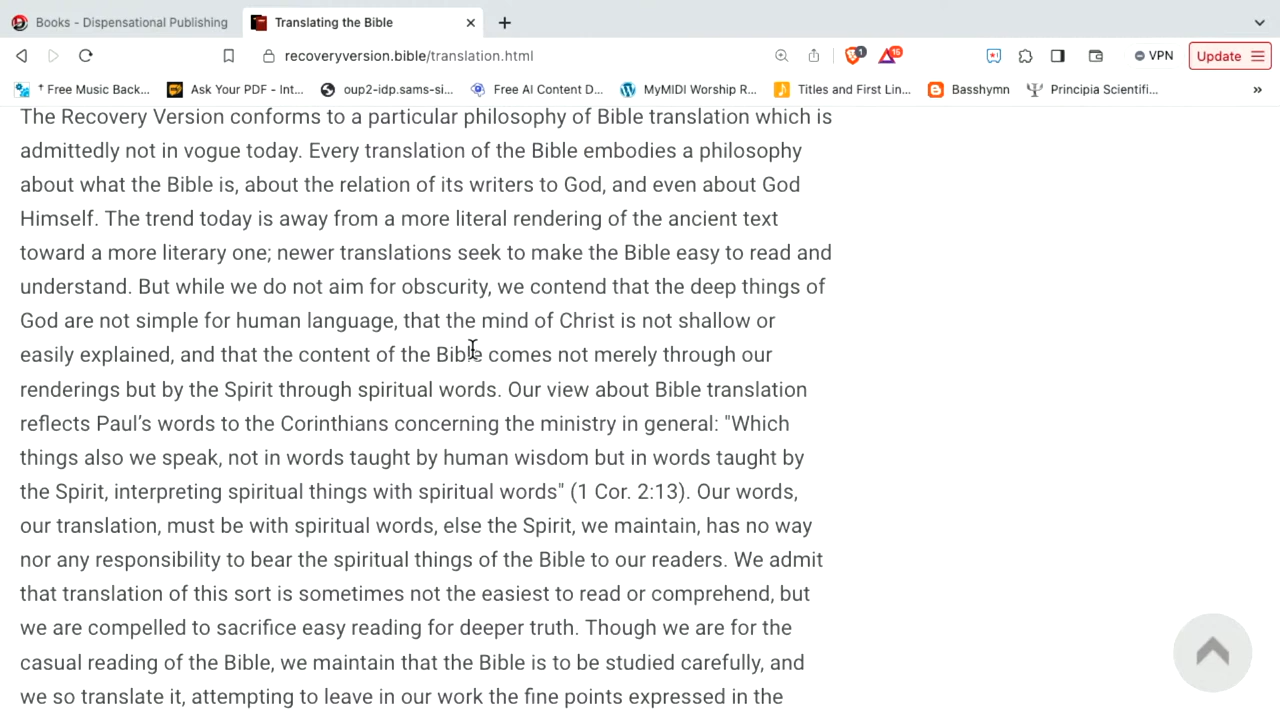 Books - Dispensational Publishing
Translating the Bible
recoveryversion.bible/translation.html
1
16
VPN
Update
† Free Music Back...
Ask Your PDF - Int...
oup2-idp.sams-si...
Free AI Content D...
MyMIDI Worship R...
Titles and First Lin...
Basshymn
Principia Scientifi...
»
The Recovery Version conforms to a particular philosophy of Bible translation which is
admittedly not in vogue today. Every translation of the Bible embodies a philosophy
about what the Bible is, about the relation of its writers to God, and even about God
Himself. The trend today is away from a more literal rendering of the ancient text
toward a more literary one; newer translations seek to make the Bible easy to read and
understand. But while we do not aim for obscurity, we contend that the deep things of
God are not simple for human language, that the mind of Christ is not shallow or
easily explained, and that the content of the Bible comes not merely through our
renderings but by the Spirit through spiritual words. Our view about Bible translation
reflects Paul’s words to the Corinthians concerning the ministry in general: "Which
things also we speak, not in words taught by human wisdom but in words taught by
the Spirit, interpreting spiritual things with spiritual words" (1 Cor. 2:13). Our words,
our translation, must be with spiritual words, else the Spirit, we maintain, has no way
nor any responsibility to bear the spiritual things of the Bible to our readers. We admit
that translation of this sort is sometimes not the easiest to read or comprehend, but
we are compelled to sacrifice easy reading for deeper truth. Though we are for the
casual reading of the Bible, we maintain that the Bible is to be studied carefully, and
we so translate it, attempting to leave in our work the fine points expressed in the